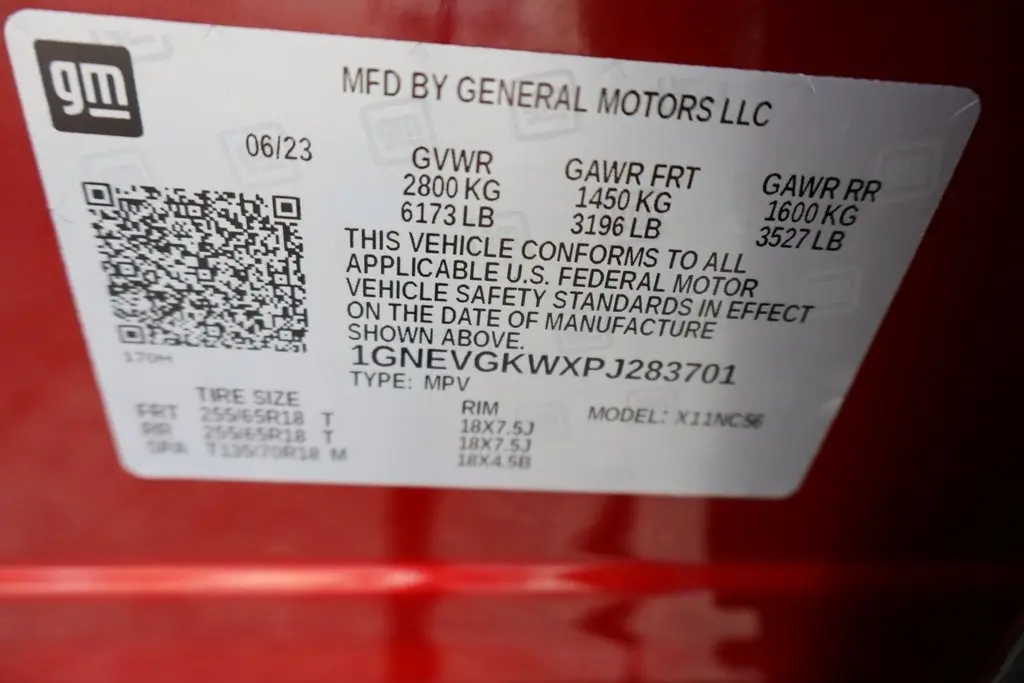 gm
MFD BY GENERAL MOTORS LLC
06/23
GVWR GAWR FRT GAWR RR
2800 KG 1450 KG 1600 KG
6173 LB 3196 LB 3527 LB
THIS VEHICLE CONFORMS TO ALL
APPLICABLE U.S. FEDERAL MOTOR
VEHICLE SAFETY STANDARDS IN EFFECT
ON THE DATE OF MANUFACTURE
SHOWN ABOVE.
1GNEVGKWXPJ283701
TYPE: MPV
170M
TIRE SIZE RIM MODEL: X11NC56
FRT 255/65R18 T 18X7.5J
RR 255/65R18 T 18X7.5J
SPA T135/70R18 M 18X4.5B